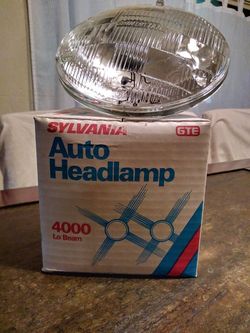 SYLVANIA
GTE
Auto
Headlamp
4000
Lo Beam